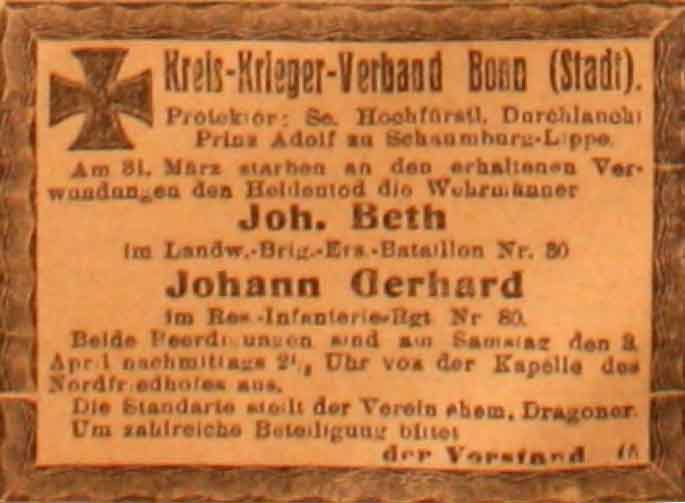 Kreis-Krieger-Verband Bonn (Stadt).
Protektor: Se. Hochfürstl. Durchlaucht
Prinz Adolf zu Schaumburg-Lippe.
Am 31. März starben an den erhaltenen Ver-
wundungen den Heldentod die Wehrmänner
Joh. Beth
im Landw.-Brig.-Ers.-Bataillon Nr. 30
Johann Gerhard
im Res.-Infanterie-Rgt. Nr 80.
Beide Beerdigungen sind am Samstag den 3.
April nachmittags 2½ Uhr von der Kapelle des
Nordfriedhofes aus.
Die Standarte stellt der Verein ehem. Dragoner.
Um zahlreiche Beteiligung bittet
der Vorstand